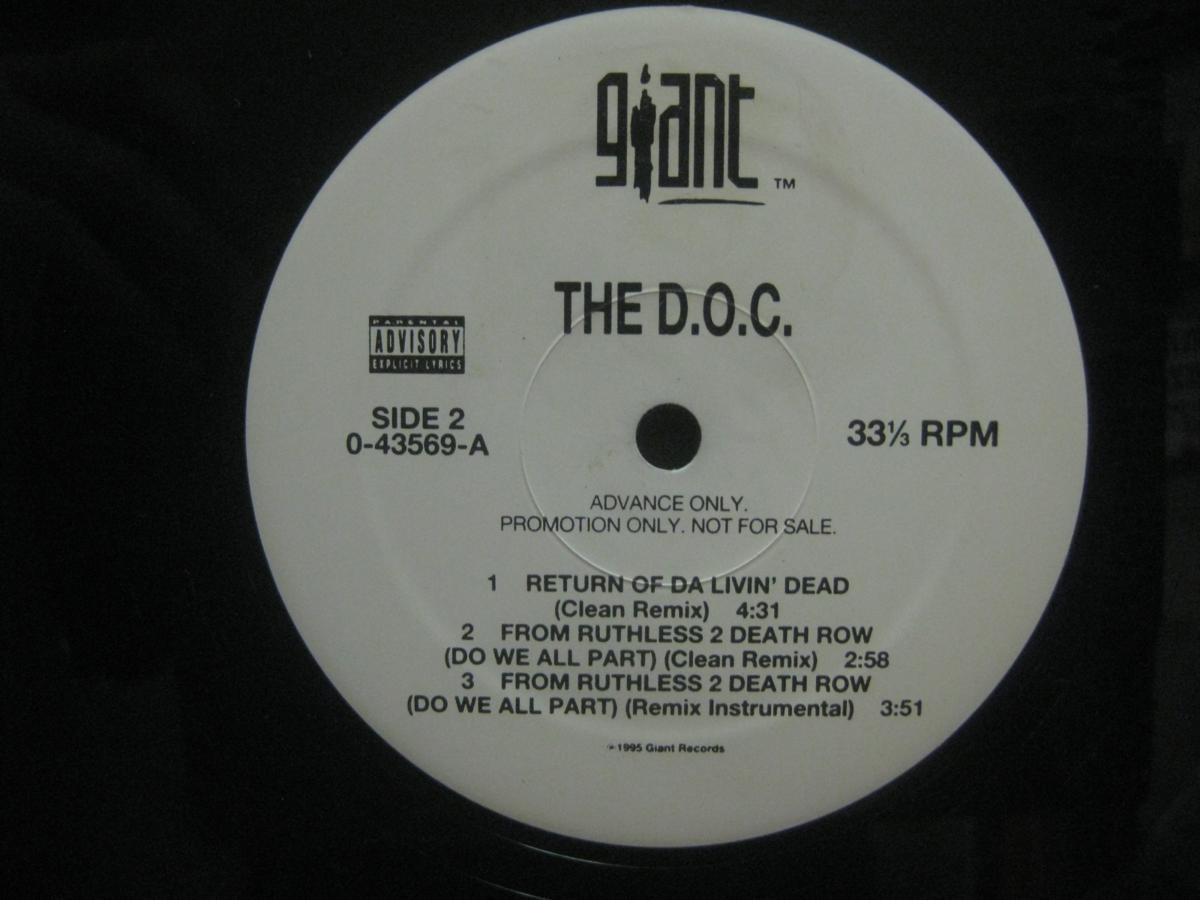 giant ™
THE D.O.C.
PARENTAL
ADVISORY
EXPLICIT LYRICS
SIDE 2
0-43569-A
33⅓ RPM
ADVANCE ONLY.
PROMOTION ONLY. NOT FOR SALE.
1 RETURN OF DA LIVIN' DEAD
(Clean Remix) 4:31
2 FROM RUTHLESS 2 DEATH ROW
(DO WE ALL PART) (Clean Remix) 2:58
3 FROM RUTHLESS 2 DEATH ROW
(DO WE ALL PART) (Remix Instrumental) 3:51
℗ 1995 Giant Records